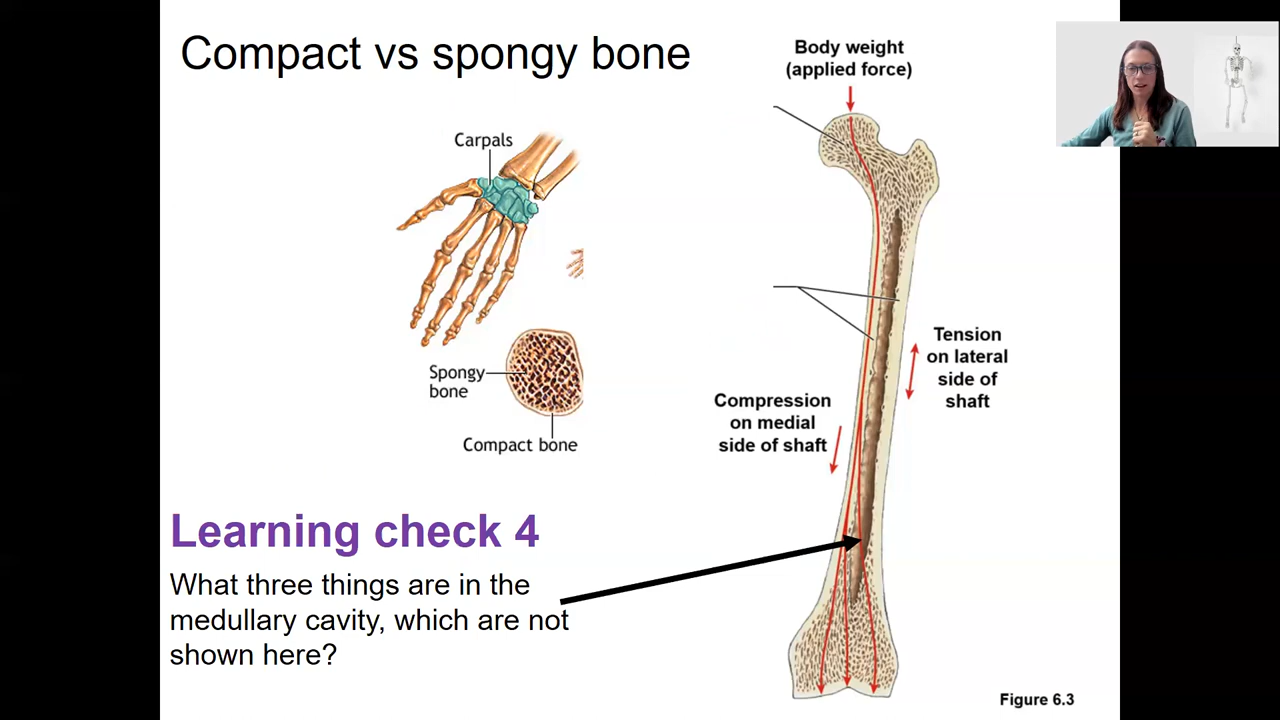 Compact vs spongy bone
Carpals
Spongy
bone
Compact bone
Body weight
(applied force)
Tension
on lateral
side of
shaft
Compression
on medial
side of shaft
Learning check 4
What three things are in the
medullary cavity, which are not
shown here?
Figure 6.3